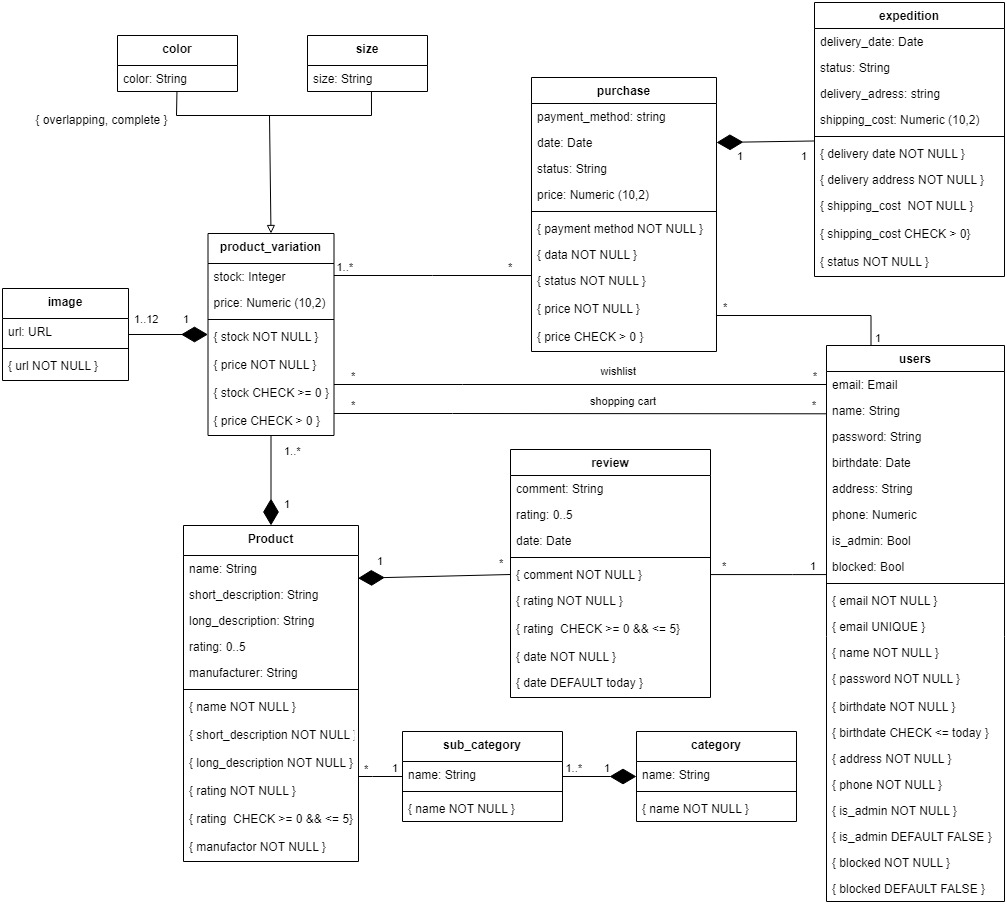 color
color: String
size
size: String
{ overlapping, complete }
expedition
delivery_date: Date
status: String
delivery_adress: string
shipping_cost: Numeric (10,2)
{ delivery date NOT NULL }
{ delivery address NOT NULL }
{ shipping_cost  NOT NULL }
{ shipping_cost CHECK > 0}
{ status NOT NULL }
purchase
payment_method: string
date: Date
status: String
price: Numeric (10,2)
{ payment method NOT NULL }
{ data NOT NULL }
{ status NOT NULL }
{ price NOT NULL }
{ price CHECK > 0 }
1
1
product_variation
stock: Integer
price: Numeric (10,2)
{ stock NOT NULL }
{ price NOT NULL }
{ stock CHECK >= 0 }
{ price CHECK > 0 }
1..*
*
image
url: URL
{ url NOT NULL }
1..12
1
*
1
*
wishlist
*
*
shopping cart
*
users
email: Email
name: String
password: String
birthdate: Date
address: String
phone: Numeric
is_admin: Bool
blocked: Bool
{ email NOT NULL }
{ email UNIQUE }
{ name NOT NULL }
{ password NOT NULL }
{ birthdate NOT NULL }
{ birthdate CHECK <= today }
{ address NOT NULL }
{ phone NOT NULL }
{ is_admin NOT NULL }
{ is_admin DEFAULT FALSE }
{ blocked NOT NULL }
{ blocked DEFAULT FALSE }
1..*
1
review
comment: String
rating: 0..5
date: Date
{ comment NOT NULL }
{ rating NOT NULL }
{ rating  CHECK >= 0 && <= 5}
{ date NOT NULL }
{ date DEFAULT today }
1
*
*
1
Product
name: String
short_description: String
long_description: String
rating: 0..5
manufacturer: String
{ name NOT NULL }
{ short_description NOT NULL }
{ long_description NOT NULL }
{ rating NOT NULL }
{ rating  CHECK >= 0 && <= 5}
{ manufactor NOT NULL }
*
1
sub_category
name: String
{ name NOT NULL }
1..*
1
category
name: String
{ name NOT NULL }